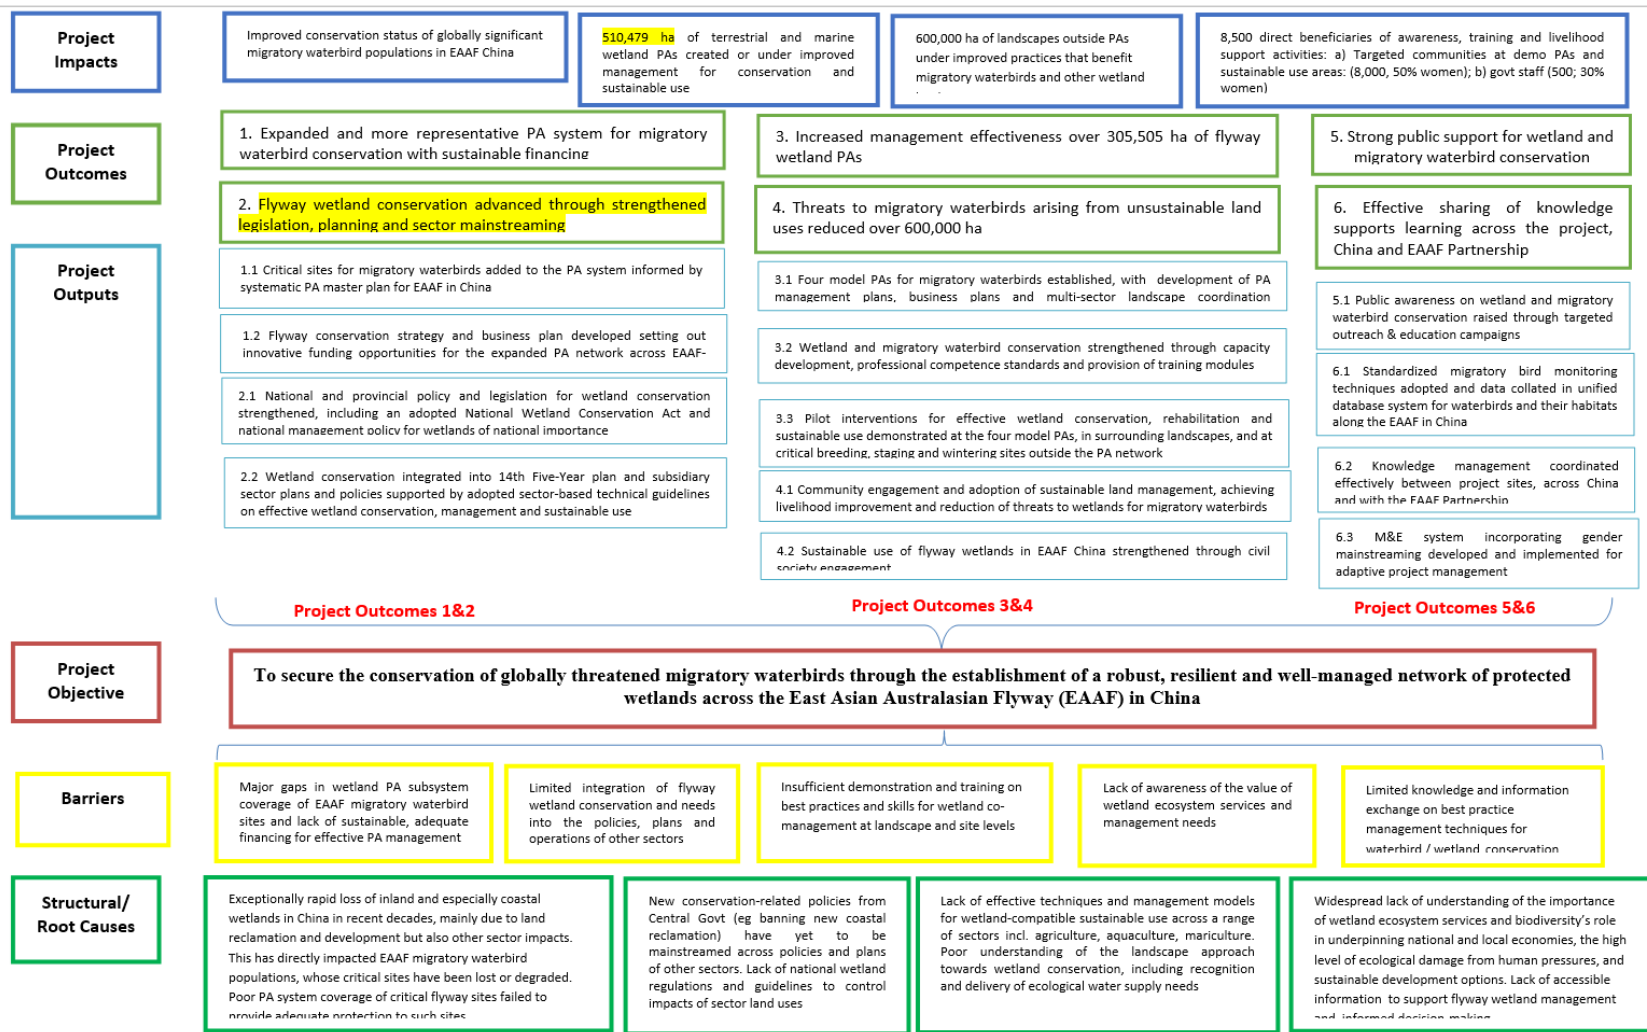 Project
Impacts
Improved conservation status of globally significant
migratory waterbird populations in EAAF China
510,479 ha of terrestrial and marine
wetland PAs created or under improved
management for conservation and
sustainable use
600,000 ha of landscapes outside PAs
under improved practices that benefit
migratory waterbirds and other wetland
8,500 direct beneficiaries of awareness, training and livelihood
support activities: a) Targeted communities at demo PAs and
sustainable use areas: (8,000, 50% women); b) govt staff (500; 30%
women)
Project
Outcomes
1. Expanded and more representative PA system for migratory
waterbird conservation with sustainable financing
2. Flyway wetland conservation advanced through strengthened
legislation, planning and sector mainstreaming
3. Increased management effectiveness over 305,505 ha of flyway
wetland PAs
4. Threats to migratory waterbirds arising from unsustainable land
uses reduced over 600,000 ha
5. Strong public support for wetland and
migratory waterbird conservation
6. Effective sharing of knowledge
supports learning across the project,
China and EAAF Partnership
Project
Outputs
1.1 Critical sites for migratory waterbirds added to the PA system informed by
systematic PA master plan for EAAF in China
1.2 Flyway conservation strategy and business plan developed setting out
innovative funding opportunities for the expanded PA network across EAAF-
2.1 National and provincial policy and legislation for wetland conservation
strengthened, including an adopted National Wetland Conservation Act and
national management policy for wetlands of national importance
2.2 Wetland conservation integrated into 14th Five-Year plan and subsidiary
sector plans and policies supported by adopted sector-based technical guidelines
on effective wetland conservation, management and sustainable use
3.1 Four model PAs for migratory waterbirds established, with development of PA
management plans, business plans and multi-sector landscape coordination
3.2 Wetland and migratory waterbird conservation strengthened through capacity
development, professional competence standards and provision of training modules
3.3 Pilot interventions for effective wetland conservation, rehabilitation and
sustainable use demonstrated at the four model PAs, in surrounding landscapes, and at
critical breeding, staging and wintering sites outside the PA network
4.1 Community engagement and adoption of sustainable land management, achieving
livelihood improvement and reduction of threats to wetlands for migratory waterbirds
4.2 Sustainable use of flyway wetlands in EAAF China strengthened through civil
society engagement
5.1 Public awareness on wetland and migratory
waterbird conservation raised through targeted
outreach & education campaigns
6.1 Standardized migratory bird monitoring
techniques adopted and data collated in unified
database system for waterbirds and their habitats
along the EAAF in China
6.2 Knowledge management coordinated
effectively between project sites, across China
and with the EAAF Partnership
6.3 M&E system incorporating gender
mainstreaming developed and implemented for
adaptive project management
Project Outcomes 1&2
Project Outcomes 3&4
Project Outcomes 5&6
Project
Objective
To secure the conservation of globally threatened migratory waterbirds through the establishment of a robust, resilient and well-managed network of protected
wetlands across the East Asian Australasian Flyway (EAAF) in China
Barriers
Major gaps in wetland PA subsystem
coverage of EAAF migratory waterbird
sites and lack of sustainable, adequate
financing for effective PA management
Limited integration of flyway
wetland conservation and needs
into the policies, plans and
operations of other sectors
Insufficient demonstration and training on
best practices and skills for wetland co-
management at landscape and site levels
Lack of awareness of the value of
wetland ecosystem services and
management needs
Limited knowledge and information
exchange on best practice
management techniques for
waterbird / wetland conservation
Structural/
Root Causes
Exceptionally rapid loss of inland and especially coastal
wetlands in China in recent decades, mainly due to land
reclamation and development but also other sector impacts.
This has directly impacted EAAF migratory waterbird
populations, whose critical sites have been lost or degraded.
Poor PA system coverage of critical flyway sites failed to
provide adequate protection to such sites
New conservation-related policies from
Central Govt (eg banning new coastal
reclamation) have yet to be
mainstreamed across policies and plans
of other sectors. Lack of national wetland
regulations and guidelines to control
impacts of sector land uses
Lack of effective techniques and management models
for wetland-compatible sustainable use across a range
of sectors incl. agriculture, aquaculture, mariculture.
Poor understanding of the landscape approach
towards wetland conservation, including recognition
and delivery of ecological water supply needs
Widespread lack of understanding of the importance
of wetland ecosystem services and biodiversity's role
in underpinning national and local economies, the high
level of ecological damage from human pressures, and
sustainable development options. Lack of accessible
information to support flyway wetland management
and informed decision-making